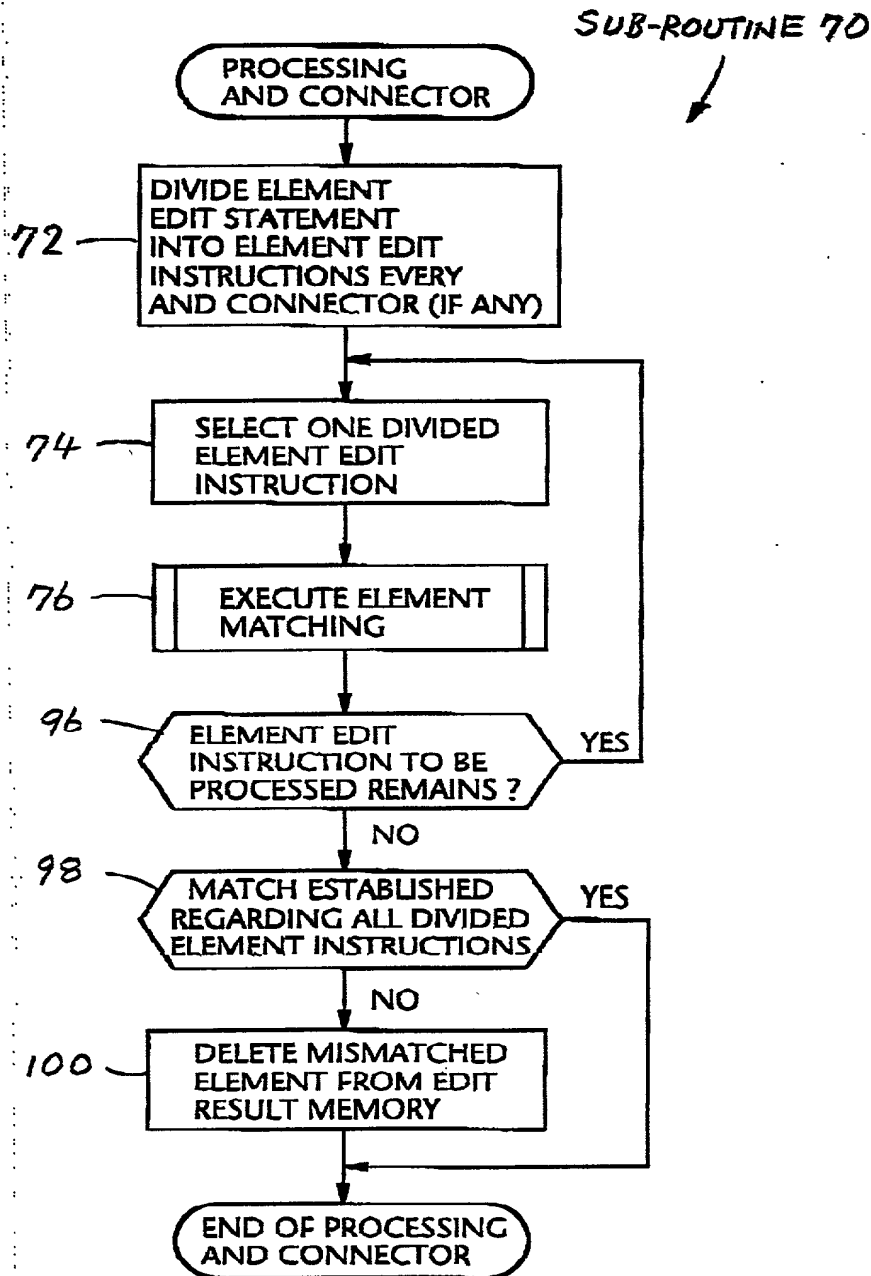 SUB-ROUTINE 70
PROCESSING
AND CONNECTOR
72
DIVIDE ELEMENT
EDIT STATEMENT
INTO ELEMENT EDIT
INSTRUCTIONS EVERY
AND CONNECTOR (IF ANY)
74
SELECT ONE DIVIDED
ELEMENT EDIT
INSTRUCTION
76
EXECUTE ELEMENT
MATCHING
96
ELEMENT EDIT
INSTRUCTION TO BE
PROCESSED REMAINS ?
YES
NO
98
MATCH ESTABLISHED
REGARDING ALL DIVIDED
ELEMENT INSTRUCTIONS
YES
NO
100
DELETE MISMATCHED
ELEMENT FROM EDIT
RESULT MEMORY
END OF PROCESSING
AND CONNECTOR